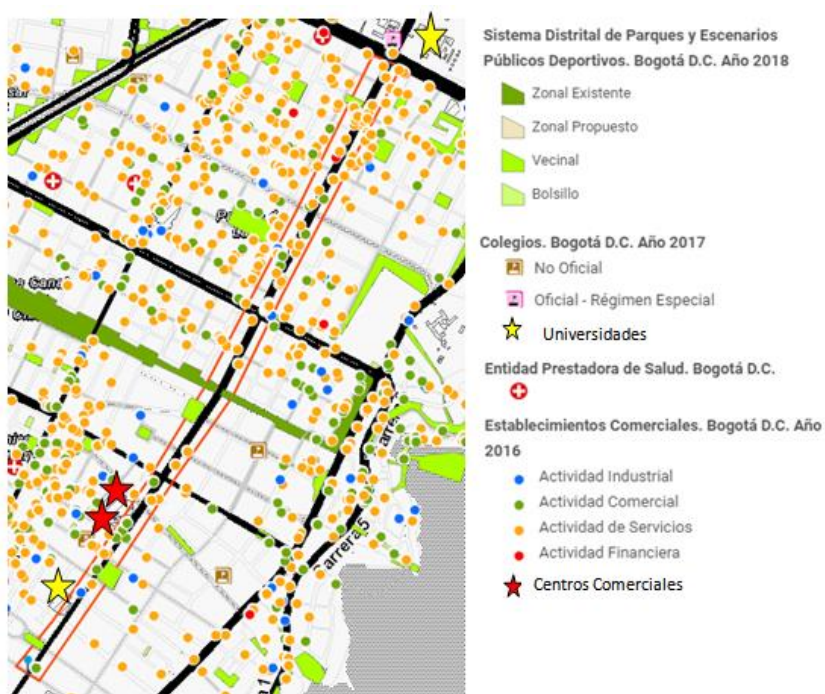 Sistema Distrital de Parques y Escenarios
Públicos Deportivos. Bogotá D.C. Año 2018
Zonal Existente
Zonal Propuesto
Vecinal
Bolsillo
Colegios. Bogotá D.C. Año 2017
No Oficial
Oficial - Régimen Especial
Universidades
Entidad Prestadora de Salud. Bogotá D.C.
Establecimientos Comerciales. Bogotá D.C. Año
2016
Actividad Industrial
Actividad Comercial
Actividad de Servicios
Actividad Financiera
Centros Comerciales
Carrera 5